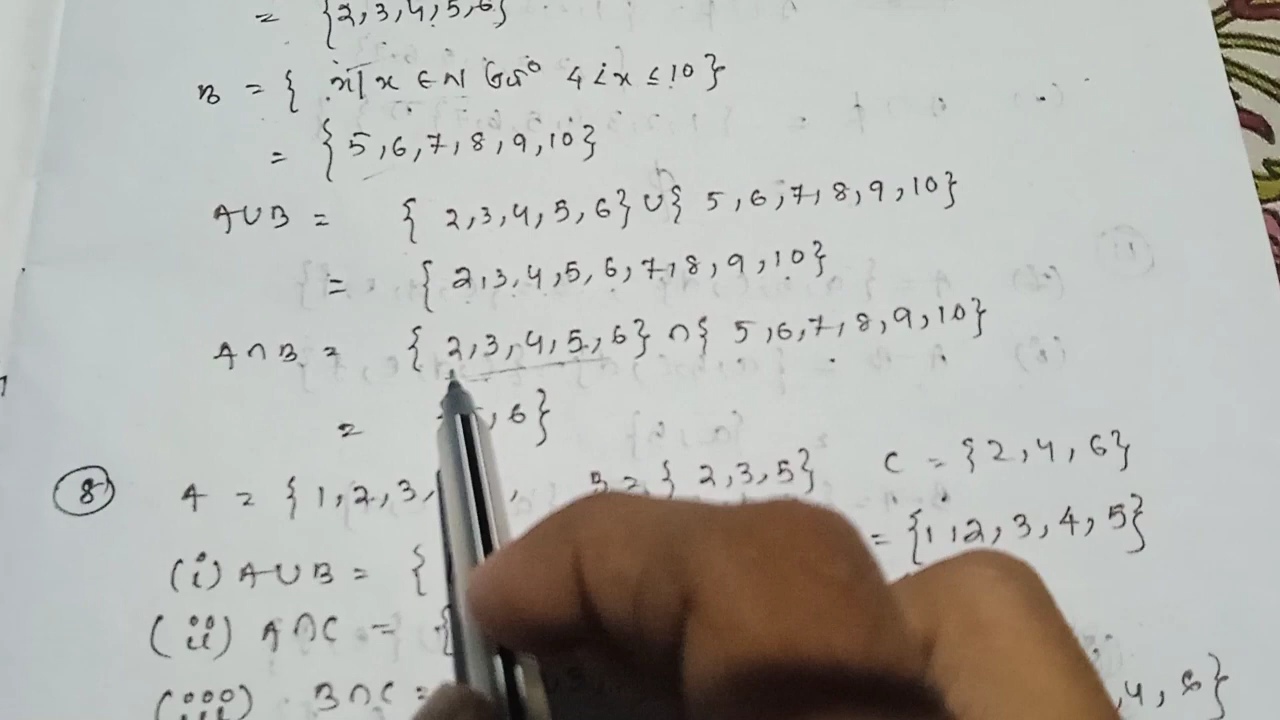 = {2,3,4,5,6}
B = { x|x ∈ N 4 < x ≤ 10}
= {5,6,7,8,9,10}
A∪B = { 2,3,4,5,6} ∪ { 5,6,7,8,9,10}
= { 2,3,4,5,6,7,8,9,10}
A∩B = { 2,3,4,5,6} ∩ { 5,6,7,8,9,10}
= ,6}
8 A = {1,2,3, , B = { 2,3,5} C = {2,4,6}
(i) A∪B = { = {1,2,3,4,5}
(ii) A∩C = {
(iii) B∩C = ,4,